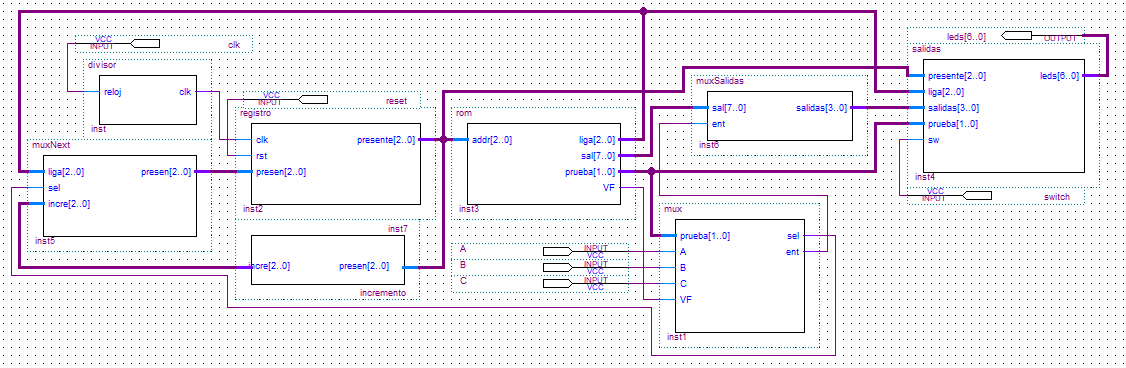 VCC
INPUT clk
divisor
reloj clk
inst
VCC
INPUT reset
registro
clk presente[2..0]
rst
presen[2..0]
inst2
muxNext
liga[2..0] presen[2..0]
sel
incre[2..0]
inst5
inst7
incre[2..0] presen[2..0]
incremento
rom
addr[2..0] liga[2..0]
sal[7..0]
prueba[1..0]
VF
inst3
A INPUT
VCC
B INPUT
VCC
C INPUT
VCC
mux
prueba[1..0] sel
A ent
B
C
VF
inst1
muxSalidas
sal[7..0] salidas[3..0]
ent
inst6
leds[6..0] OUTPUT
salidas
presente[2..0] leds[6..0]
liga[2..0]
salidas[3..0]
prueba[1..0]
sw
inst4
VCC
INPUT switch